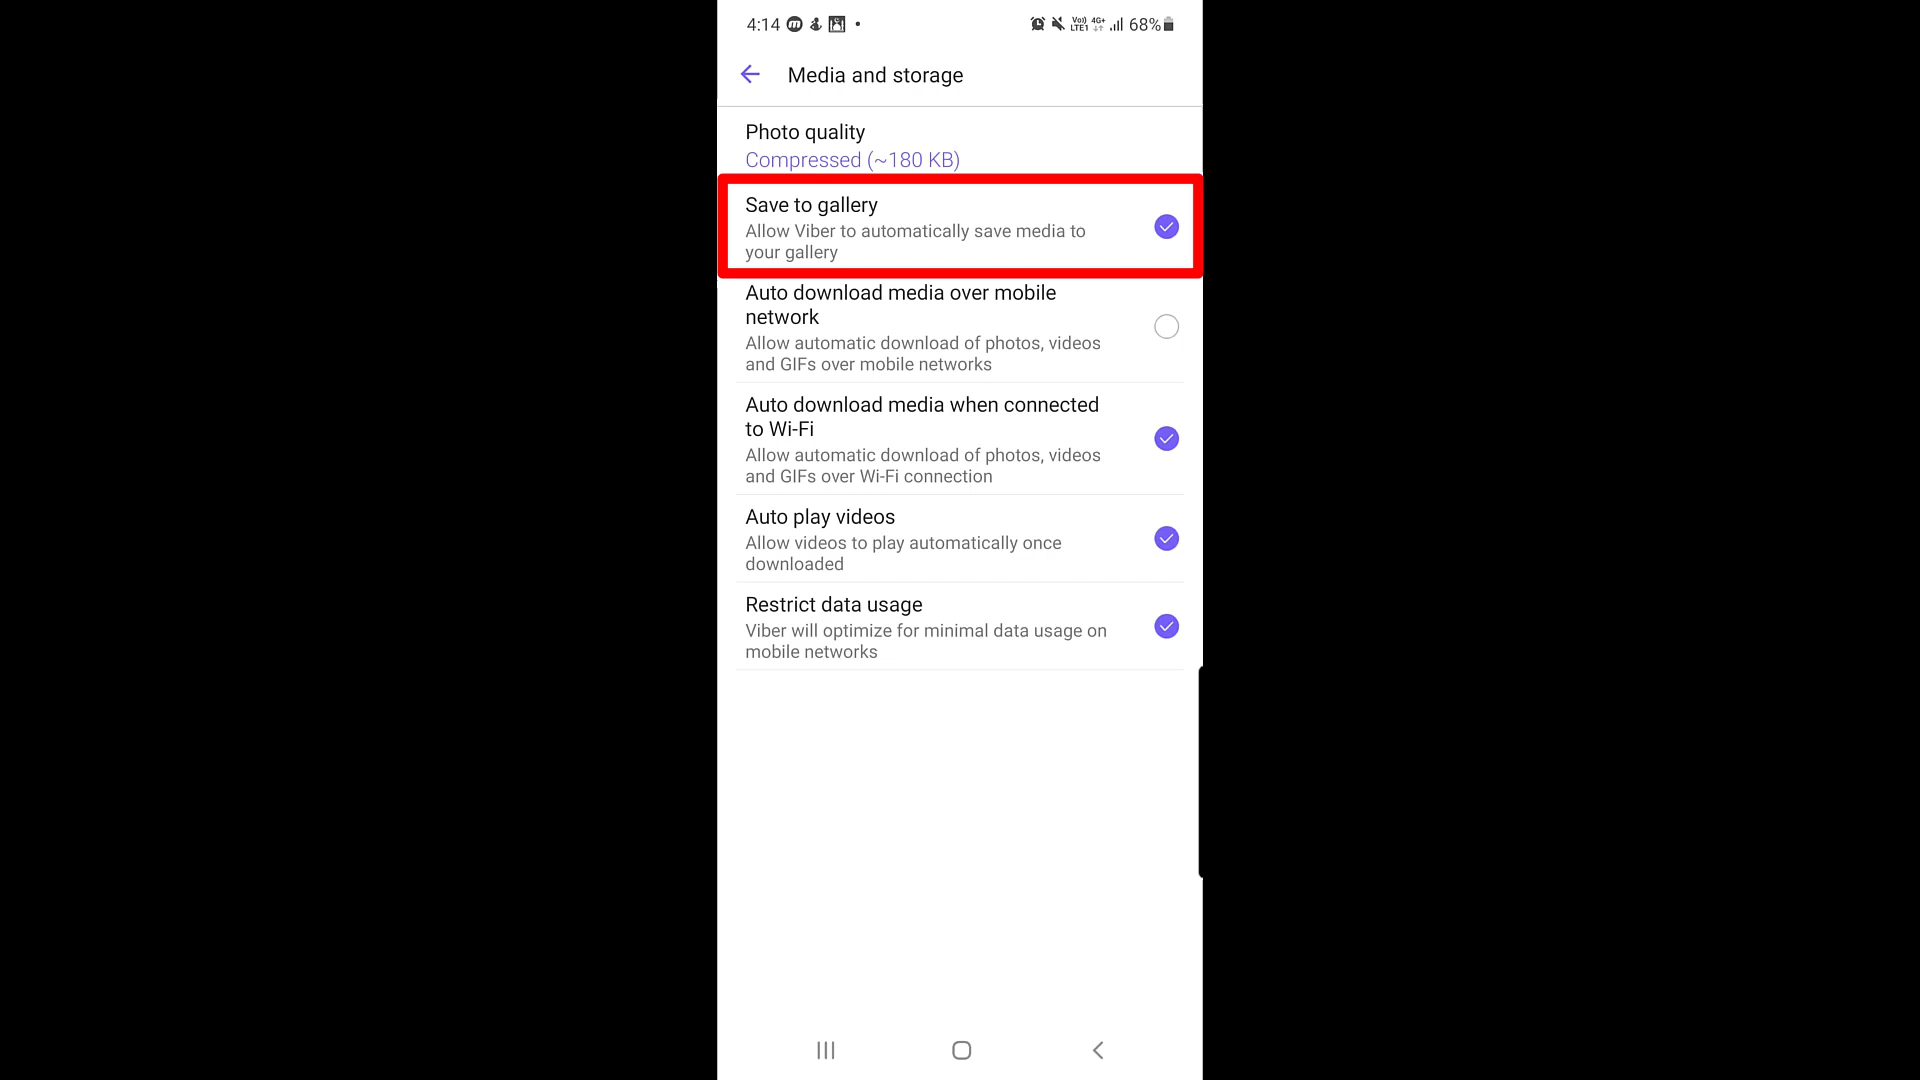 4:14
Vo)) 4G+
LTE1
68%
Media and storage
Photo quality
Compressed (~180 KB)
Save to gallery
Allow Viber to automatically save media to
your gallery
Auto download media over mobile
network
Allow automatic download of photos, videos
and GIFs over mobile networks
Auto download media when connected
to Wi-Fi
Allow automatic download of photos, videos
and GIFs over Wi-Fi connection
Auto play videos
Allow videos to play automatically once
downloaded
Restrict data usage
Viber will optimize for minimal data usage on
mobile networks